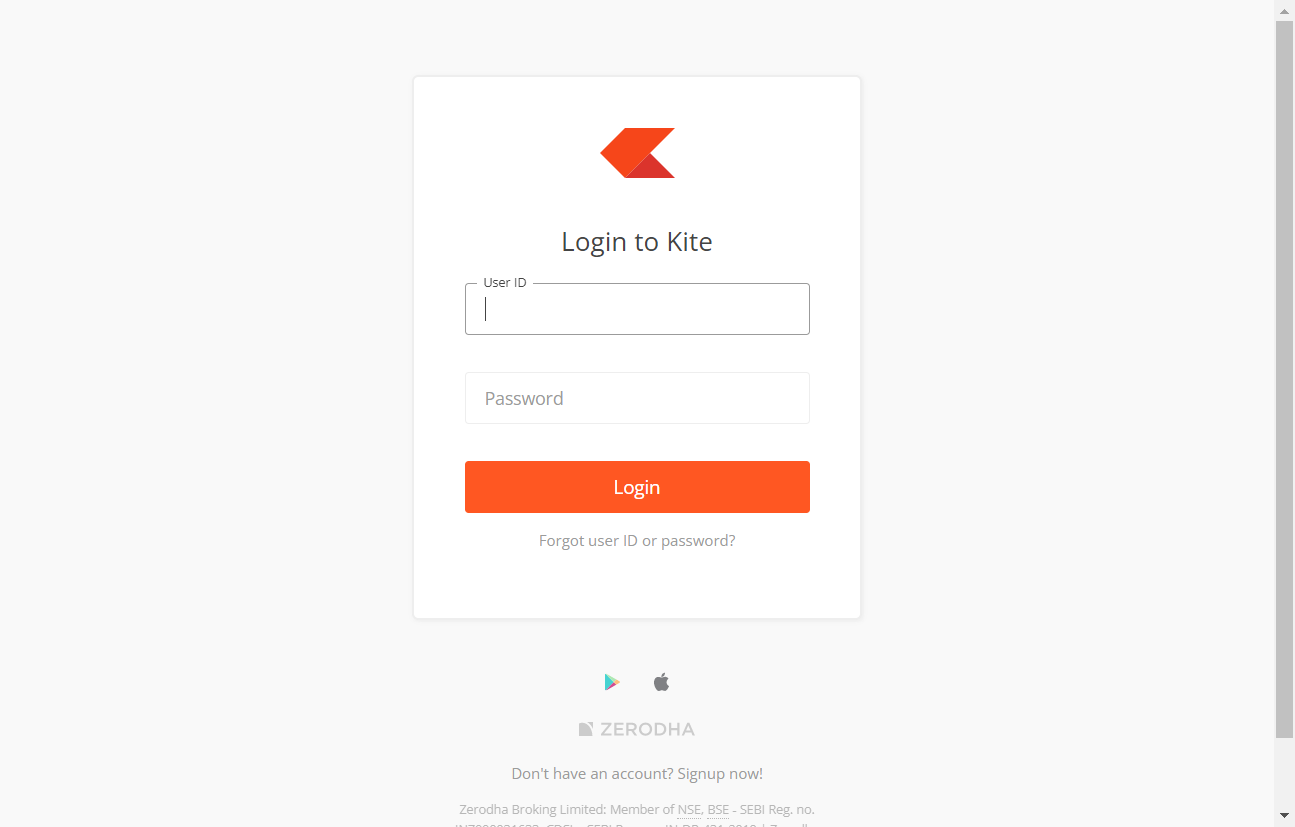 Login to Kite
User ID
Password
Login
Forgot user ID or password?
ZERODHA
Don't have an account? Signup now!
Zerodha Broking Limited: Member of NSE, BSE - SEBI Reg. no.